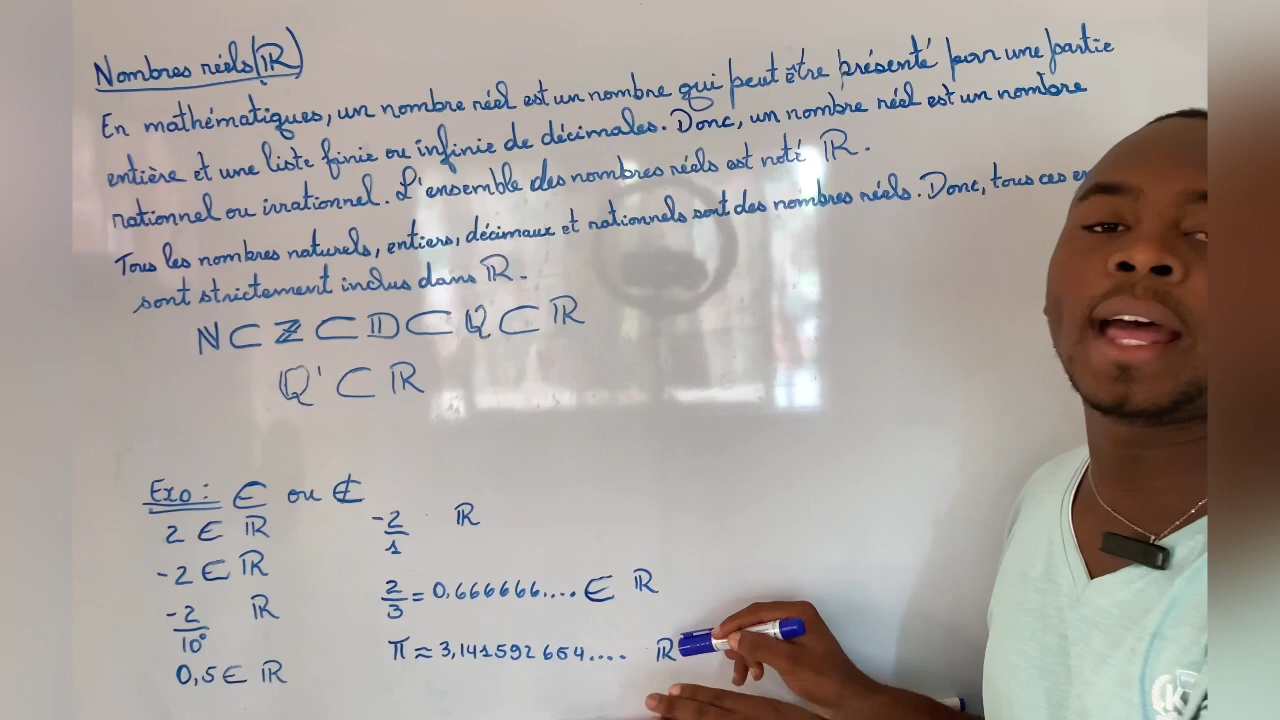 Nombres réels (ℝ)
En mathématiques, un nombre réel est un nombre qui peut être présenté par une partie
entière et une liste finie ou infinie de décimales. Donc, un nombre réel est un nombre
rationnel ou irrationnel. L'ensemble des nombres réels est noté ℝ.
Tous les nombres naturels, entiers, décimaux et rationnels sont des nombres réels. Donc, tous ces
sont strictement inclus dans ℝ.
ℕ ⊂ ℤ ⊂ 𝔻 ⊂ ℚ ⊂ ℝ
ℚ' ⊂ ℝ
Exo : ∈ ou ∉
2 ∈ ℝ
-2 ∈ ℝ
-2/10⁰ ℝ
0,5 ∈ ℝ
-2/1 ℝ
2/3 = 0,666666.... ∈ ℝ
π ≈ 3,141592654.... ℝ